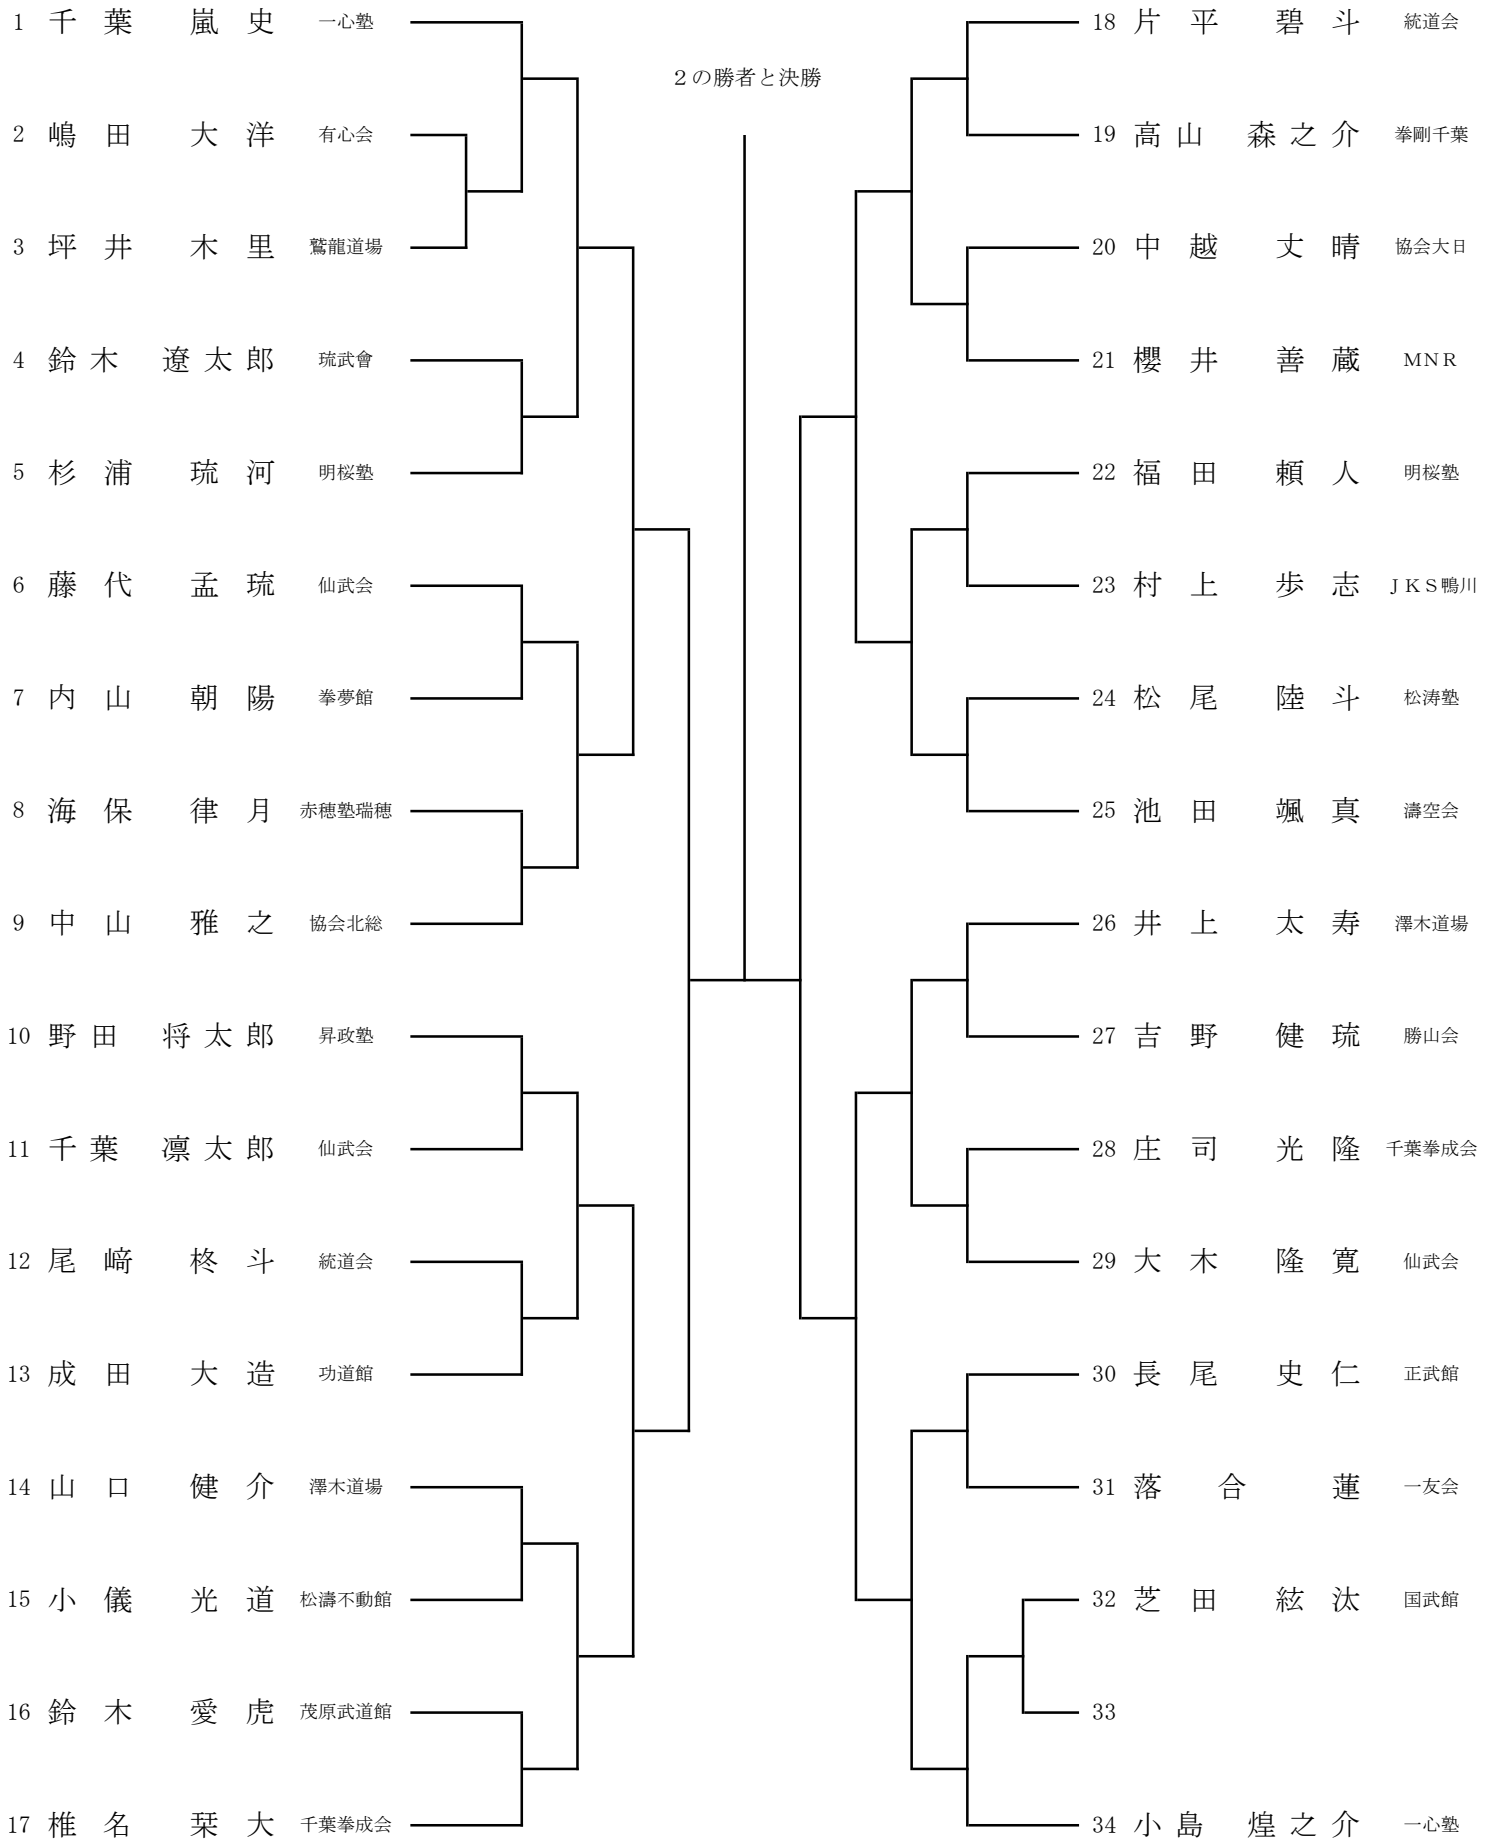 1 千葉 嵐史 一心塾
2 嶋田 大洋 有心会
3 坪井 木里 鷲龍道場
4 鈴木 遼太郎 琉武會
5 杉浦 琉河 明桜塾
6 藤代 孟琉 仙武会
7 内山 朝陽 拳夢館
8 海保 律月 赤穂塾瑞穂
9 中山 雅之 協会北総
10 野田 将太郎 昇政塾
11 千葉 凛太郎 仙武会
12 尾﨑 柊斗 統道会
13 成田 大造 功道館
14 山口 健介 澤木道場
15 小儀 光道 松濤不動館
16 鈴木 愛虎 茂原武道館
17 椎名 栞大 千葉拳成会
２の勝者と決勝
18 片平 碧斗 統道会
19 高山 森之介 拳剛千葉
20 中越 丈晴 協会大日
21 櫻井 善蔵 ＭＮＲ
22 福田 頼人 明桜塾
23 村上 歩志 ＪＫＳ鴨川
24 松尾 陸斗 松涛塾
25 池田 颯真 濤空会
26 井上 太寿 澤木道場
27 吉野 健琉 勝山会
28 庄司 光隆 千葉拳成会
29 大木 隆寛 仙武会
30 長尾 史仁 正武館
31 落合 蓮 一友会
32 芝田 絃汰 国武館
33
34 小島 煌之介 一心塾